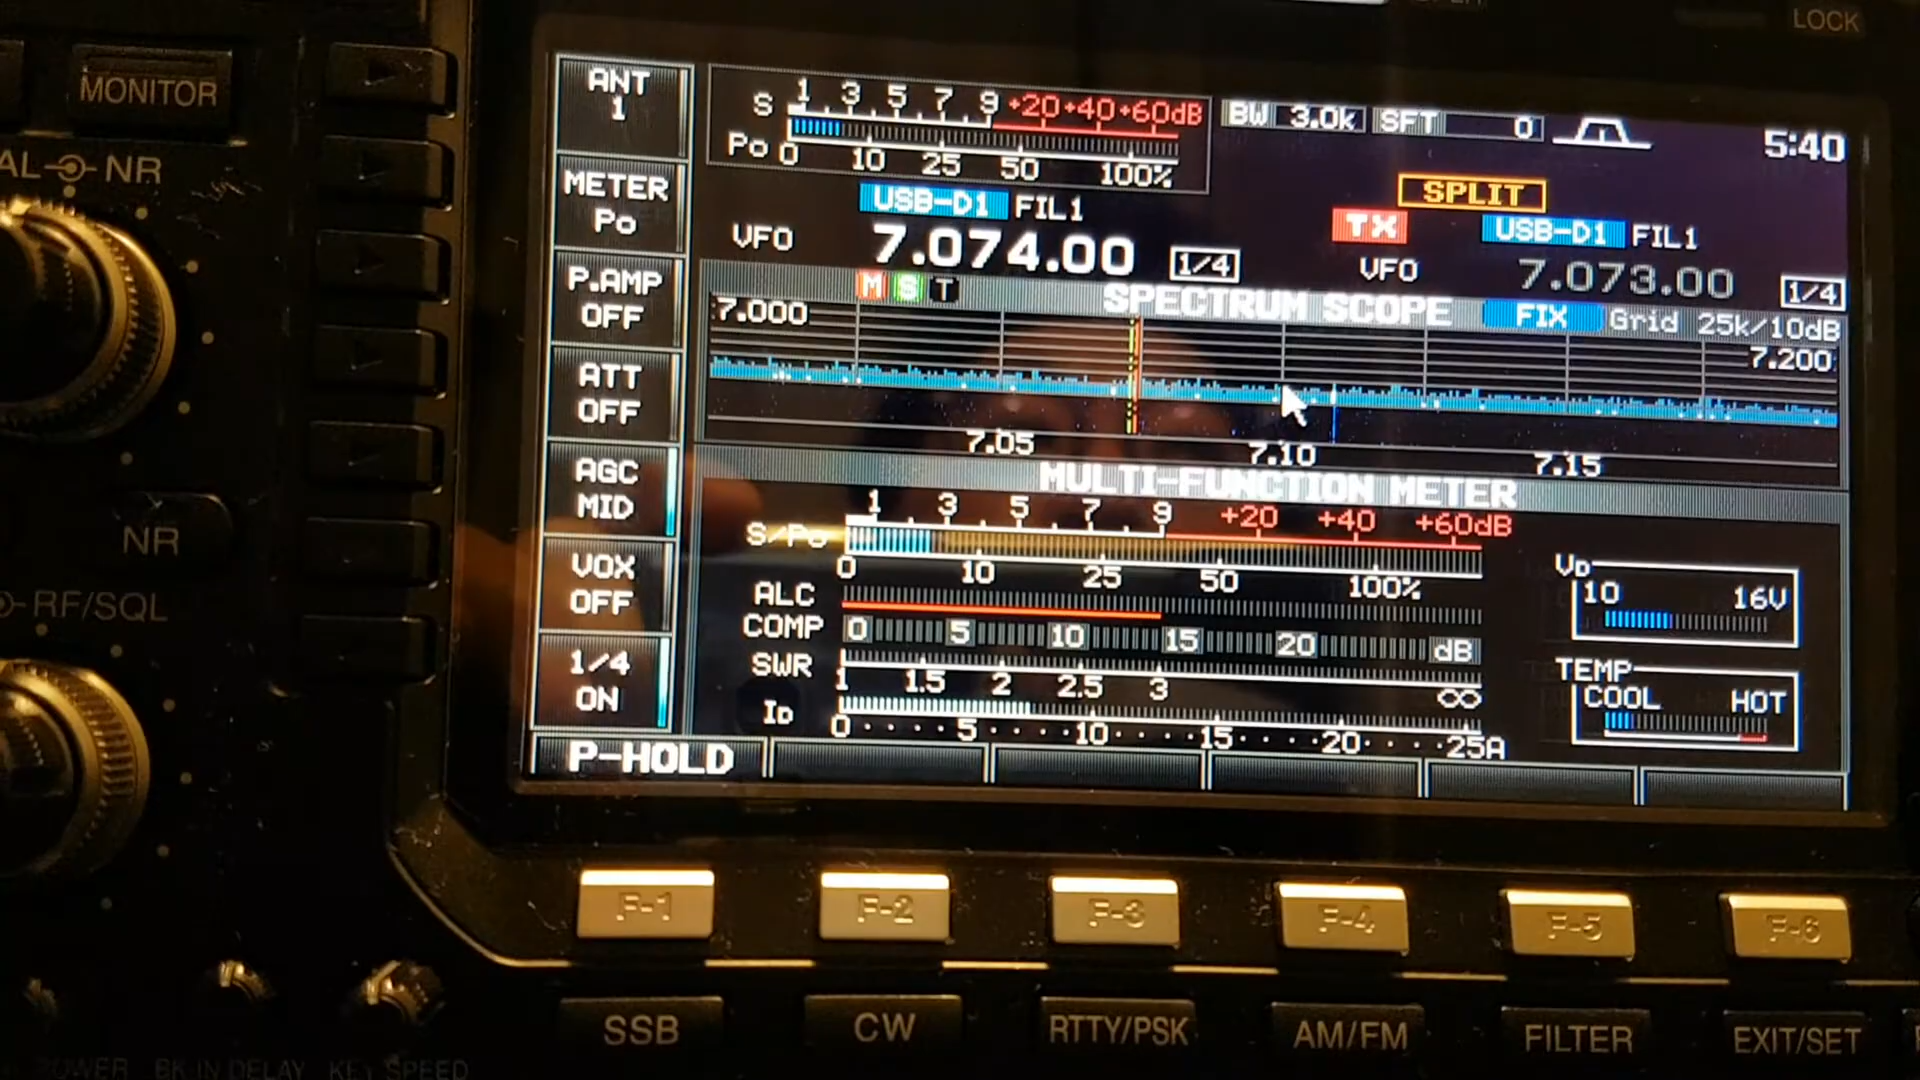 LOCK
MONITOR
AL NR
NR
RF/SQL
ANT
1
METER
Po
P.AMP
OFF
ATT
OFF
AGC
MID
VOX
OFF
1/4
ON
S 1 3 5 7 9 +20 +40 +60dB
Po 0 10 25 50 100%
BW 3.0k SFT 0
5:40
SPLIT
USB-D1 FIL1
TX USB-D1 FIL1
VFO 7.074.00 1/4
VFO 7.073.00 1/4
M S T SPECTRUM SCOPE FIX Grid 25k/10dB
7.000 7.200
7.05 7.10 7.15
MULTI-FUNCTION METER
1 3 5 7 9 +20 +40 +60dB
S/Po
0 10 25 50 100%
ALC
COMP 0 5 10 15 20 dB
SWR
1 1.5 2 2.5 3 ∞
ID
0 5 10 15 20 25A
VD
10 16V
TEMP
COOL HOT
P-HOLD
F-1 F-2 F-3 F-4 F-5 F-6
SSB CW RTTY/PSK AM/FM FILTER EXIT/SET
POWER BK-IN DELAY KEY SPEED